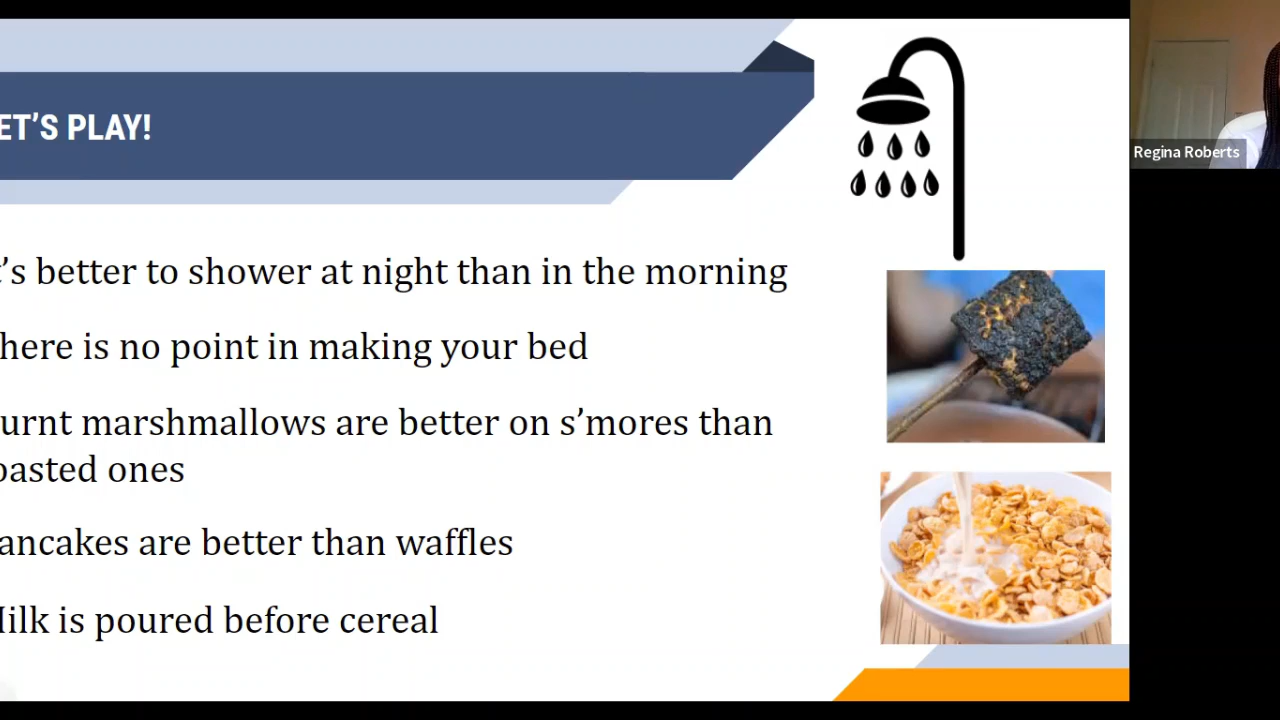 ET'S PLAY!
Regina Roberts
t's better to shower at night than in the morning
here is no point in making your bed
urnt marshmallows are better on s'mores than
oasted ones
ancakes are better than waffles
ilk is poured before cereal